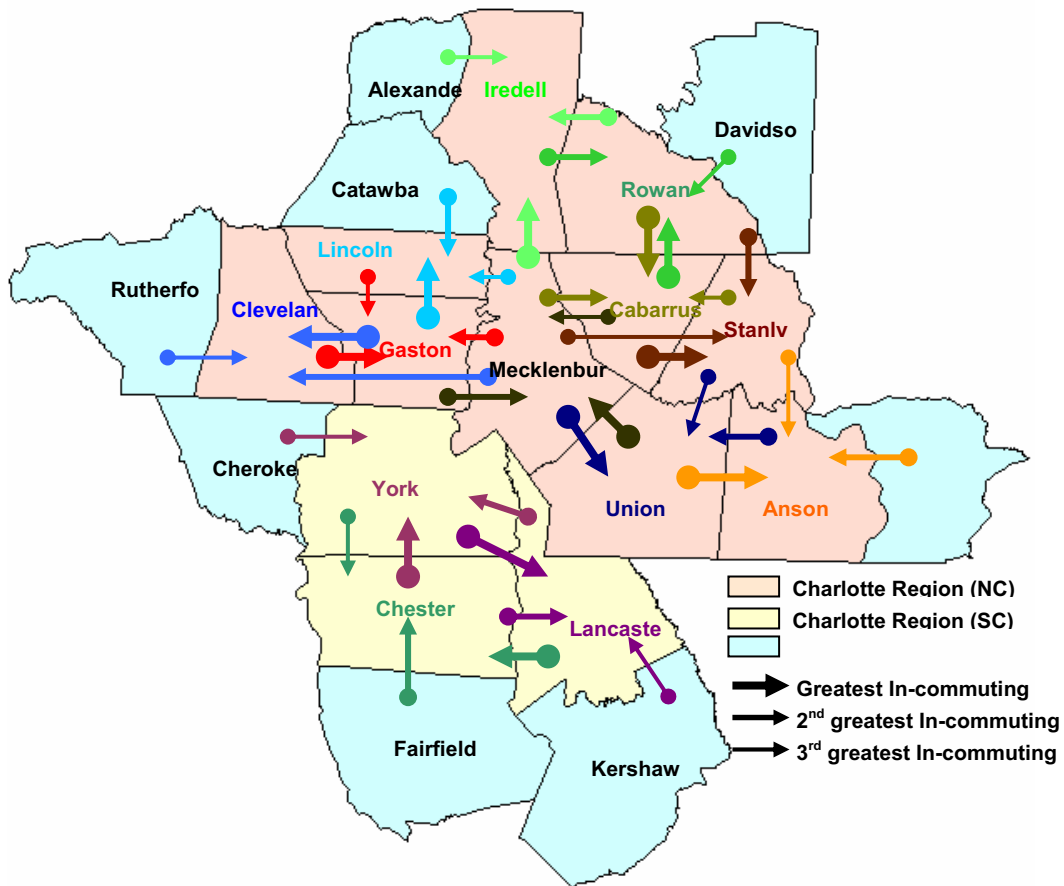 Alexande
Iredell
Davidso
Catawba
Rowan
Lincoln
Rutherfo
Clevelan
Cabarrus
Stanlv
Gaston
Mecklenbur
Cheroke
York
Union
Anson
Chester
Lancaste
Fairfield
Kershaw
Charlotte Region (NC)
Charlotte Region (SC)
Greatest In-commuting
2nd greatest In-commuting
3rd greatest In-commuting